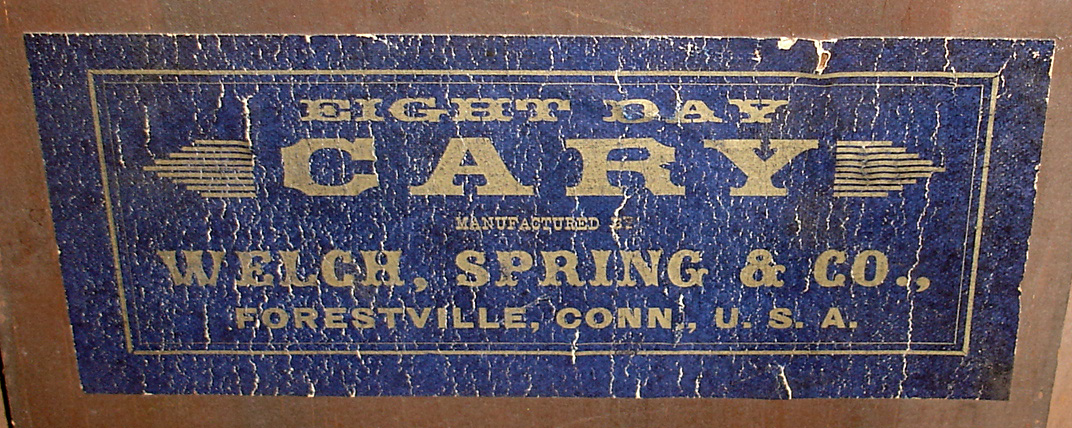 EIGHT DAY
CARY
MANUFACTURED BY
WELCH, SPRING & CO.,
FORESTVILLE, CONN., U. S. A.